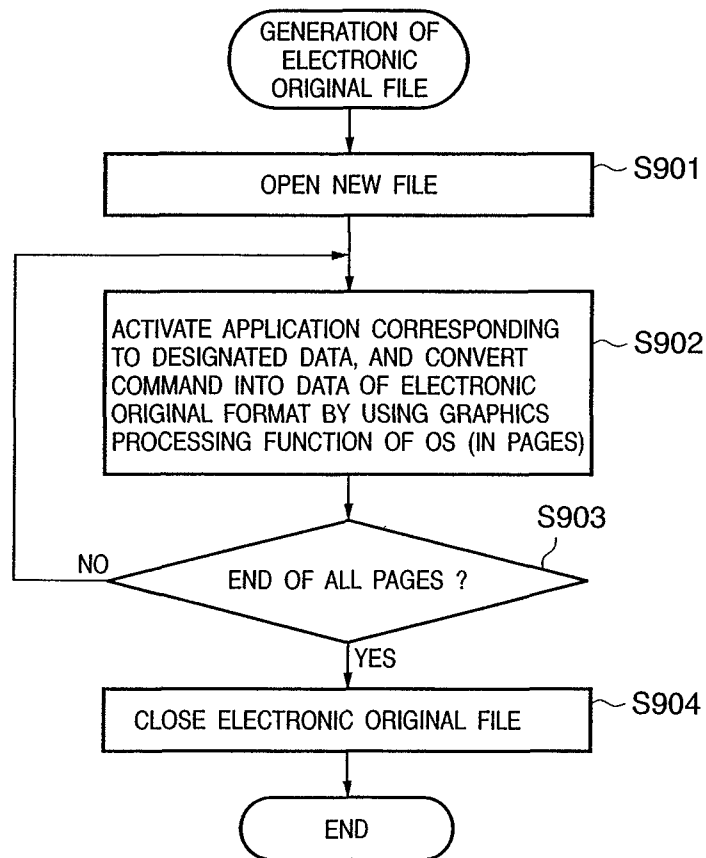 GENERATION OF
ELECTRONIC
ORIGINAL FILE
OPEN NEW FILE
S901
ACTIVATE APPLICATION CORRESPONDING
TO DESIGNATED DATA, AND CONVERT
COMMAND INTO DATA OF ELECTRONIC
ORIGINAL FORMAT BY USING GRAPHICS
PROCESSING FUNCTION OF OS (IN PAGES)
S902
S903
NO
END OF ALL PAGES ?
YES
CLOSE ELECTRONIC ORIGINAL FILE
S904
END